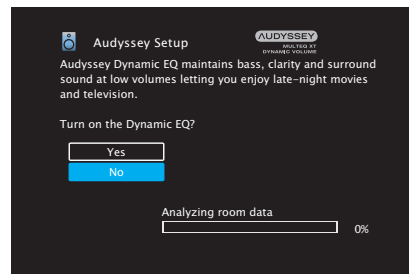 Audyssey Setup
AUDYSSEY
MULTEQ XT
DYNAMIC VOLUME
Audyssey Dynamic EQ maintains bass, clarity and surround
sound at low volumes letting you enjoy late-night movies
and television.
Turn on the Dynamic EQ?
Yes
No
Analyzing room data
0%